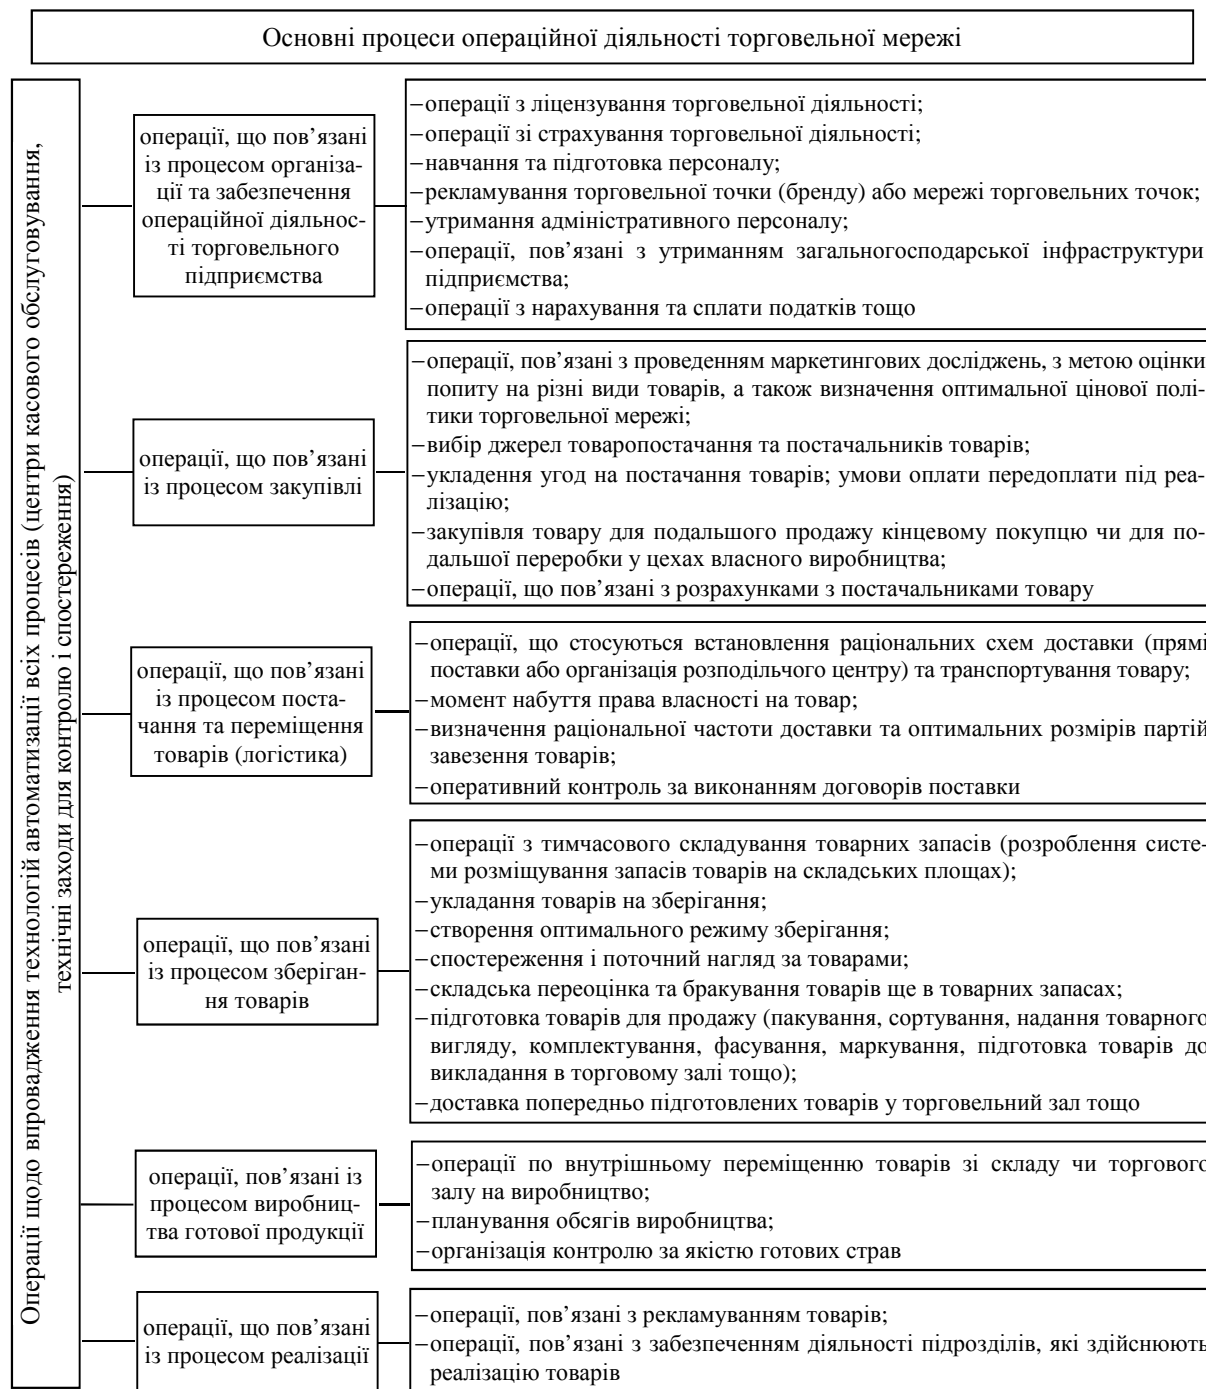 Основні процеси операційної діяльності торговельної мережі
Операції щодо впровадження технологій автоматизації всіх процесів (центри касового обслуговування,
технічні заходи для контролю і спостереження)
операції, що пов’язані
із процесом організа-
ції та забезпечення
операційної діяльнос-
ті торговельного
підприємства
−операції з ліцензування торговельної діяльності;
−операції зі страхування торговельної діяльності;
−навчання та підготовка персоналу;
−рекламування торговельної точки (бренду) або мережі торговельних точок;
−утримання адміністративного персоналу;
−операції, пов’язані з утриманням загальногосподарської інфраструктури
підприємства;
−операції з нарахування та сплати податків тощо
операції, що пов’язані
із процесом закупівлі
−операції, пов’язані з проведенням маркетингових досліджень, з метою оцінки
попиту на різні види товарів, а також визначення оптимальної цінової полі-
тики торговельної мережі;
−вибір джерел товаропостачання та постачальників товарів;
−укладення угод на постачання товарів; умови оплати передоплати під реа-
лізацію;
−закупівля товару для подальшого продажу кінцевому покупцю чи для по-
дальшої переробки у цехах власного виробництва;
−операції, що пов’язані з розрахунками з постачальниками товару
операції, що пов’язані
із процесом поста-
чання та переміщення
товарів (логістика)
−операції, що стосуються встановлення раціональних схем доставки (прямі
поставки або організація розподільчого центру) та транспортування товару;
−момент набуття права власності на товар;
−визначення раціональної частоти доставки та оптимальних розмірів партій
завезення товарів;
−оперативний контроль за виконанням договорів поставки
операції, що пов’язані
із процесом зберіган-
ня товарів
−операції з тимчасового складування товарних запасів (розроблення систе-
ми розміщування запасів товарів на складських площах);
−укладання товарів на зберігання;
−створення оптимального режиму зберігання;
−спостереження і поточний нагляд за товарами;
−складська переоцінка та бракування товарів ще в товарних запасах;
−підготовка товарів для продажу (пакування, сортування, надання товарного
вигляду, комплектування, фасування, маркування, підготовка товарів до
викладання в торговому залі тощо);
−доставка попередньо підготовлених товарів у торговельний зал тощо
операції, пов’язані із
процесом виробниц-
тва готової продукції
−операції по внутрішньому переміщенню товарів зі складу чи торгового
залу на виробництво;
−планування обсягів виробництва;
−організація контролю за якістю готових страв
операції, що пов’язані
із процесом реалізації
−операції, пов’язані з рекламуванням товарів;
−операції, пов’язані з забезпеченням діяльності підрозділів, які здійснюють
реалізацію товарів